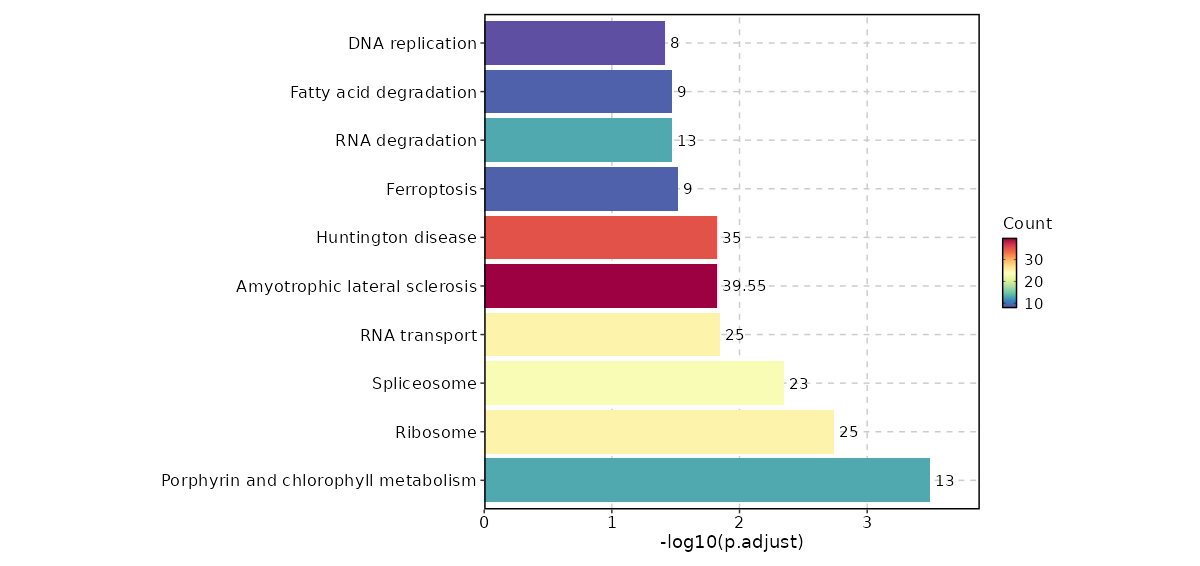 DNA replication 8
Fatty acid degradation 9
RNA degradation 13
Ferroptosis 9
Huntington disease 35
Amyotrophic lateral sclerosis 39.55
RNA transport 25
Spliceosome 23
Ribosome 25
Porphyrin and chlorophyll metabolism 13
0 1 2 3
-log10(p.adjust)
Count
30
20
10